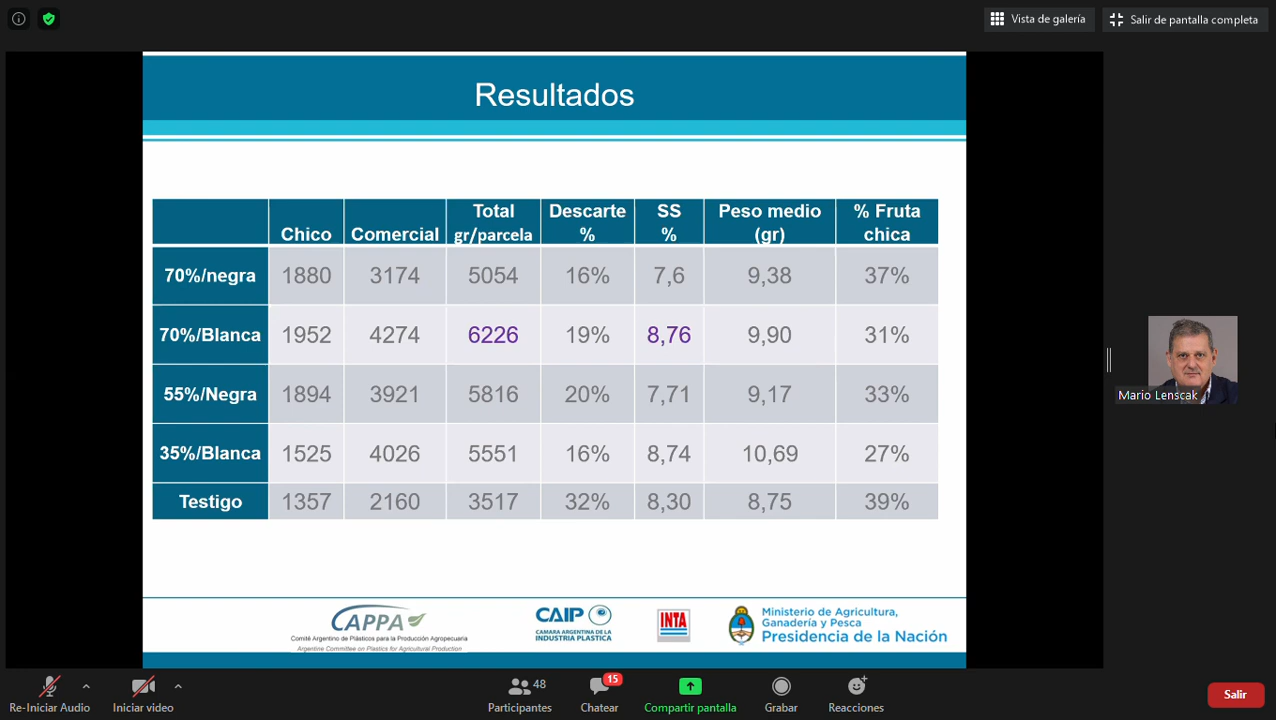 Vista de galería
Salir de pantalla completa
Resultados
Chico Comercial Total gr/parcela Descarte % SS % Peso medio (gr) % Fruta chica
70%/negra 1880 3174 5054 16% 7,6 9,38 37%
70%/Blanca 1952 4274 6226 19% 8,76 9,90 31%
55%/Negra 1894 3921 5816 20% 7,71 9,17 33%
35%/Blanca 1525 4026 5551 16% 8,74 10,69 27%
Testigo 1357 2160 3517 32% 8,30 8,75 39%
Mario Lenscak
CAPPA
Comité Argentino de Plásticos para la Producción Agropecuaria
Argentine Committee on Plastics for Agricultural Production
CAIP
CAMARA ARGENTINA DE LA
INDUSTRIA PLASTICA
INTA
Ministerio de Agricultura,
Ganadería y Pesca
Presidencia de la Nación
Re-Iniciar Audio
Iniciar video
48
Participantes
15
Chatear
Compartir pantalla
Grabar
Reacciones
Salir